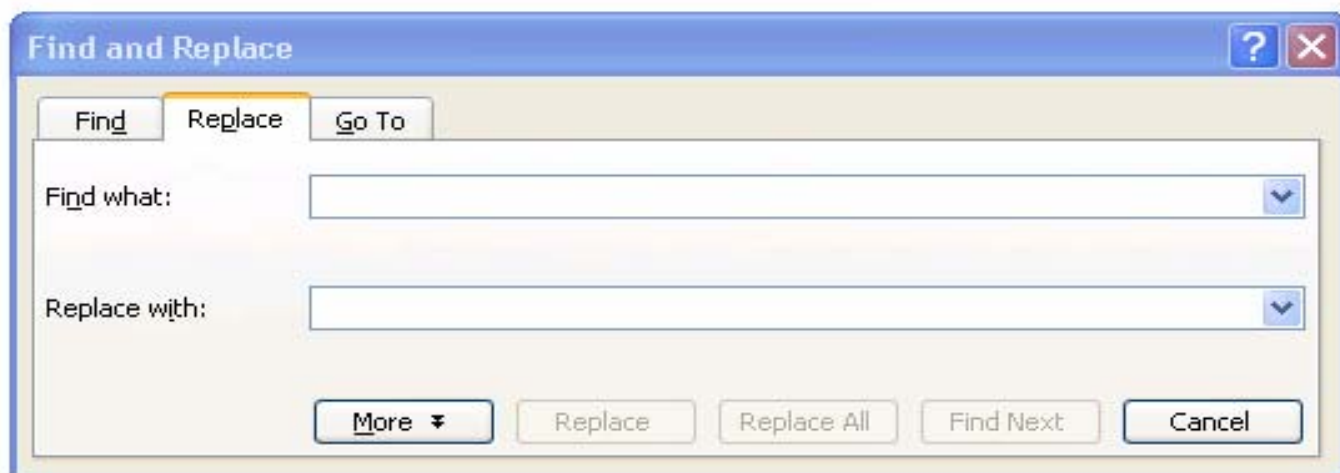 Find and Replace ?
Find Replace Go To
Find what:
Replace with:
More Replace Replace All Find Next Cancel